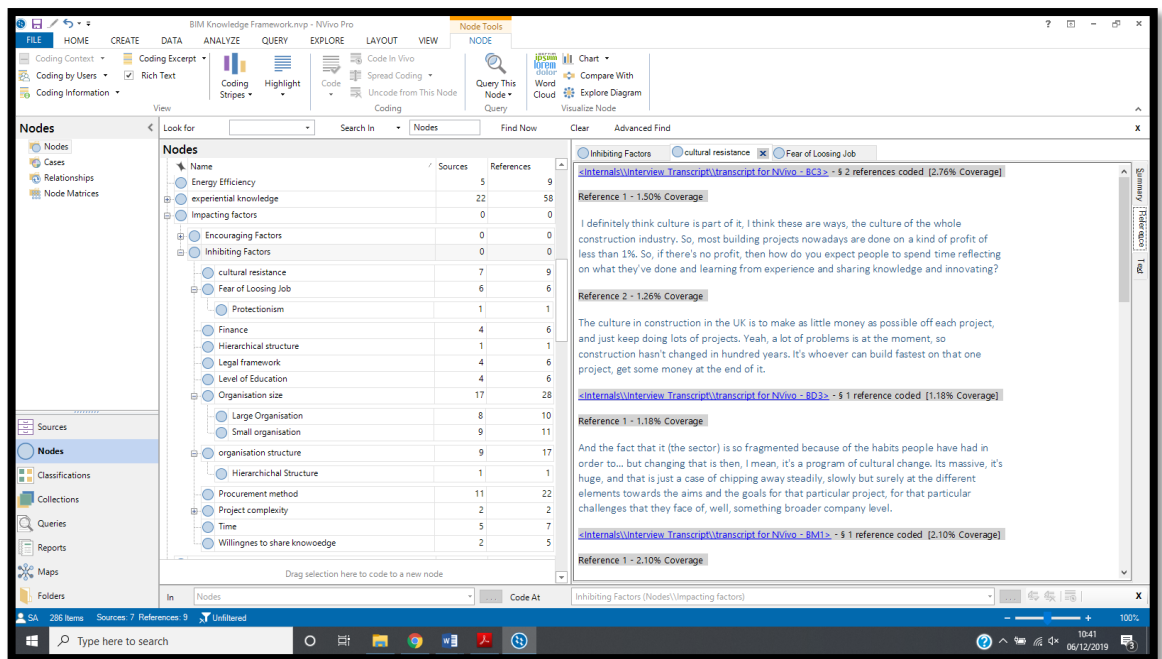 BIM Knowledge Framework.nvp - NVivo Pro
Node Tools
?
FILE HOME CREATE DATA ANALYZE QUERY EXPLORE LAYOUT VIEW NODE
Coding Context
Coding Excerpt
Coding by Users
Rich Text
Coding Information
View
Coding Stripes
Highlight
Code
Code In Vivo
Spread Coding
Uncode from This Node
Coding
Query This Node
Query
Word Cloud
Chart
Compare With
Explore Diagram
Visualize Node
Nodes
Nodes
Cases
Relationships
Node Matrices
Look for Search In Nodes Find Now Clear Advanced Find X
Nodes
Name Sources References
Energy Efficiency 5 9
experiential knowledge 22 58
Impacting factors 0 0
Encouraging Factors 0 0
Inhibiting Factors 0 0
cultural resistance 7 9
Fear of Loosing Job 6 6
Protectionism 1 1
Finance 4 6
Hierarchical structure 1 1
Legal framework 4 6
Level of Education 4 6
Organisation size 17 28
Large Organisation 8 10
Small organisation 9 11
organisation structure 9 17
Hierarchichal Structure 1 1
Procurement method 11 22
Project complexity 2 2
Time 5 7
Willingnes to share knowoedge 2 5
Drag selection here to code to a new node
Inhibiting Factors cultural resistance Fear of Loosing Job
<Internals\\Interview Transcript\\transcript for NVivo - BC3> - § 2 references coded [2.76% Coverage]
Reference 1 - 1.50% Coverage
I definitely think culture is part of it, I think these are ways, the culture of the whole
construction industry. So, most building projects nowadays are done on a kind of profit of
less than 1%. So, if there's no profit, then how do you expect people to spend time reflecting
on what they've done and learning from experience and sharing knowledge and innovating?
Reference 2 - 1.26% Coverage
The culture in construction in the UK is to make as little money as possible off each project,
and just keep doing lots of projects. Yeah, a lot of problems is at the moment, so
construction hasn't changed in hundred years. It's whoever can build fastest on that one
project, get some money at the end of it.
<Internals\\Interview Transcript\\transcript for NVivo - BD3> - § 1 reference coded [1.18% Coverage]
Reference 1 - 1.18% Coverage
And the fact that it (the sector) is so fragmented because of the habits people have had in
order to... but changing that is then, I mean, it's a program of cultural change. Its massive, it's
huge, and that is just a case of chipping away steadily, slowly but surely at the different
elements towards the aims and the goals for that particular project, for that particular
challenges that they face of, well, something broader company level.
<Internals\\Interview Transcript\\transcript for NVivo - BM1> - § 1 reference coded [2.10% Coverage]
Reference 1 - 2.10% Coverage
Summary
Reference
Text
Sources
Nodes
Classifications
Collections
Queries
Reports
Maps
Folders
In Nodes ... Code At Inhibiting Factors (Nodes\\Impacting factors) ... X
SA 286 Items Sources: 7 References: 9 Unfiltered 100%
Type here to search
10:41
06/12/2019